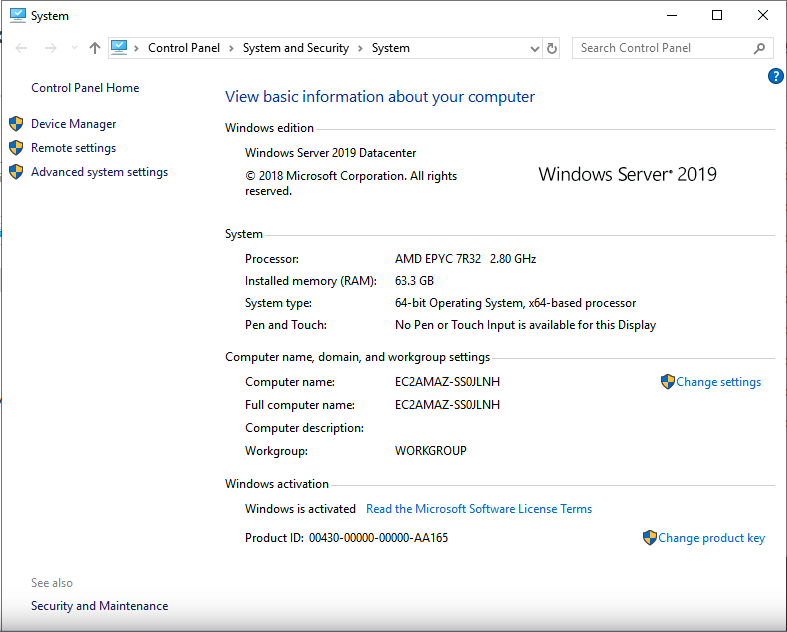 System
Control Panel > System and Security > System
Search Control Panel
?
Control Panel Home
Device Manager
Remote settings
Advanced system settings
View basic information about your computer
Windows edition
Windows Server 2019 Datacenter
© 2018 Microsoft Corporation. All rights
reserved.
Windows Server® 2019
System
Processor: AMD EPYC 7R32 2.80 GHz
Installed memory (RAM): 63.3 GB
System type: 64-bit Operating System, x64-based processor
Pen and Touch: No Pen or Touch Input is available for this Display
Computer name, domain, and workgroup settings
Computer name: EC2AMAZ-SS0JLNH Change settings
Full computer name: EC2AMAZ-SS0JLNH
Computer description:
Workgroup: WORKGROUP
Windows activation
Windows is activated Read the Microsoft Software License Terms
Product ID: 00430-00000-00000-AA165 Change product key
See also
Security and Maintenance